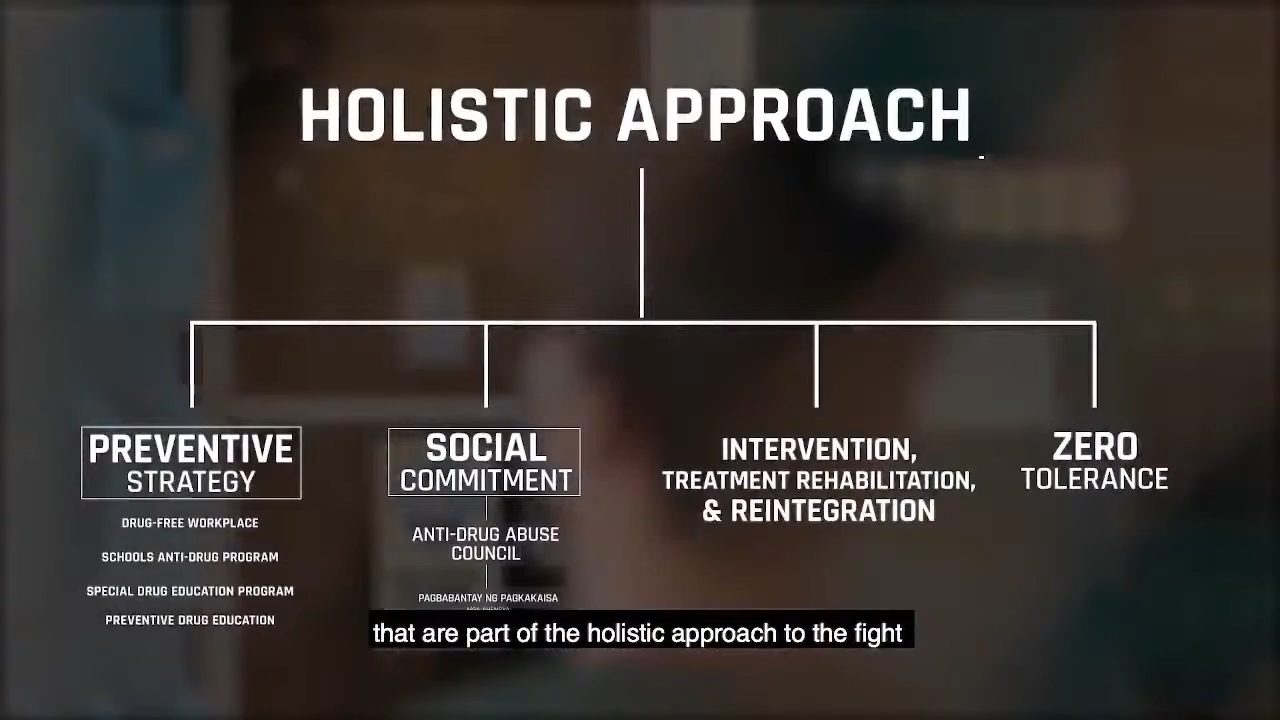 HOLISTIC APPROACH
PREVENTIVE
STRATEGY
DRUG-FREE WORKPLACE
SCHOOLS ANTI-DRUG PROGRAM
SPECIAL DRUG EDUCATION PROGRAM
PREVENTIVE DRUG EDUCATION
SOCIAL
COMMITMENT
ANTI-DRUG ABUSE
COUNCIL
PAGBABANTAY NG PAGKAKAISA
INTERVENTION,
TREATMENT REHABILITATION,
& REINTEGRATION
ZERO
TOLERANCE
that are part of the holistic approach to the fight